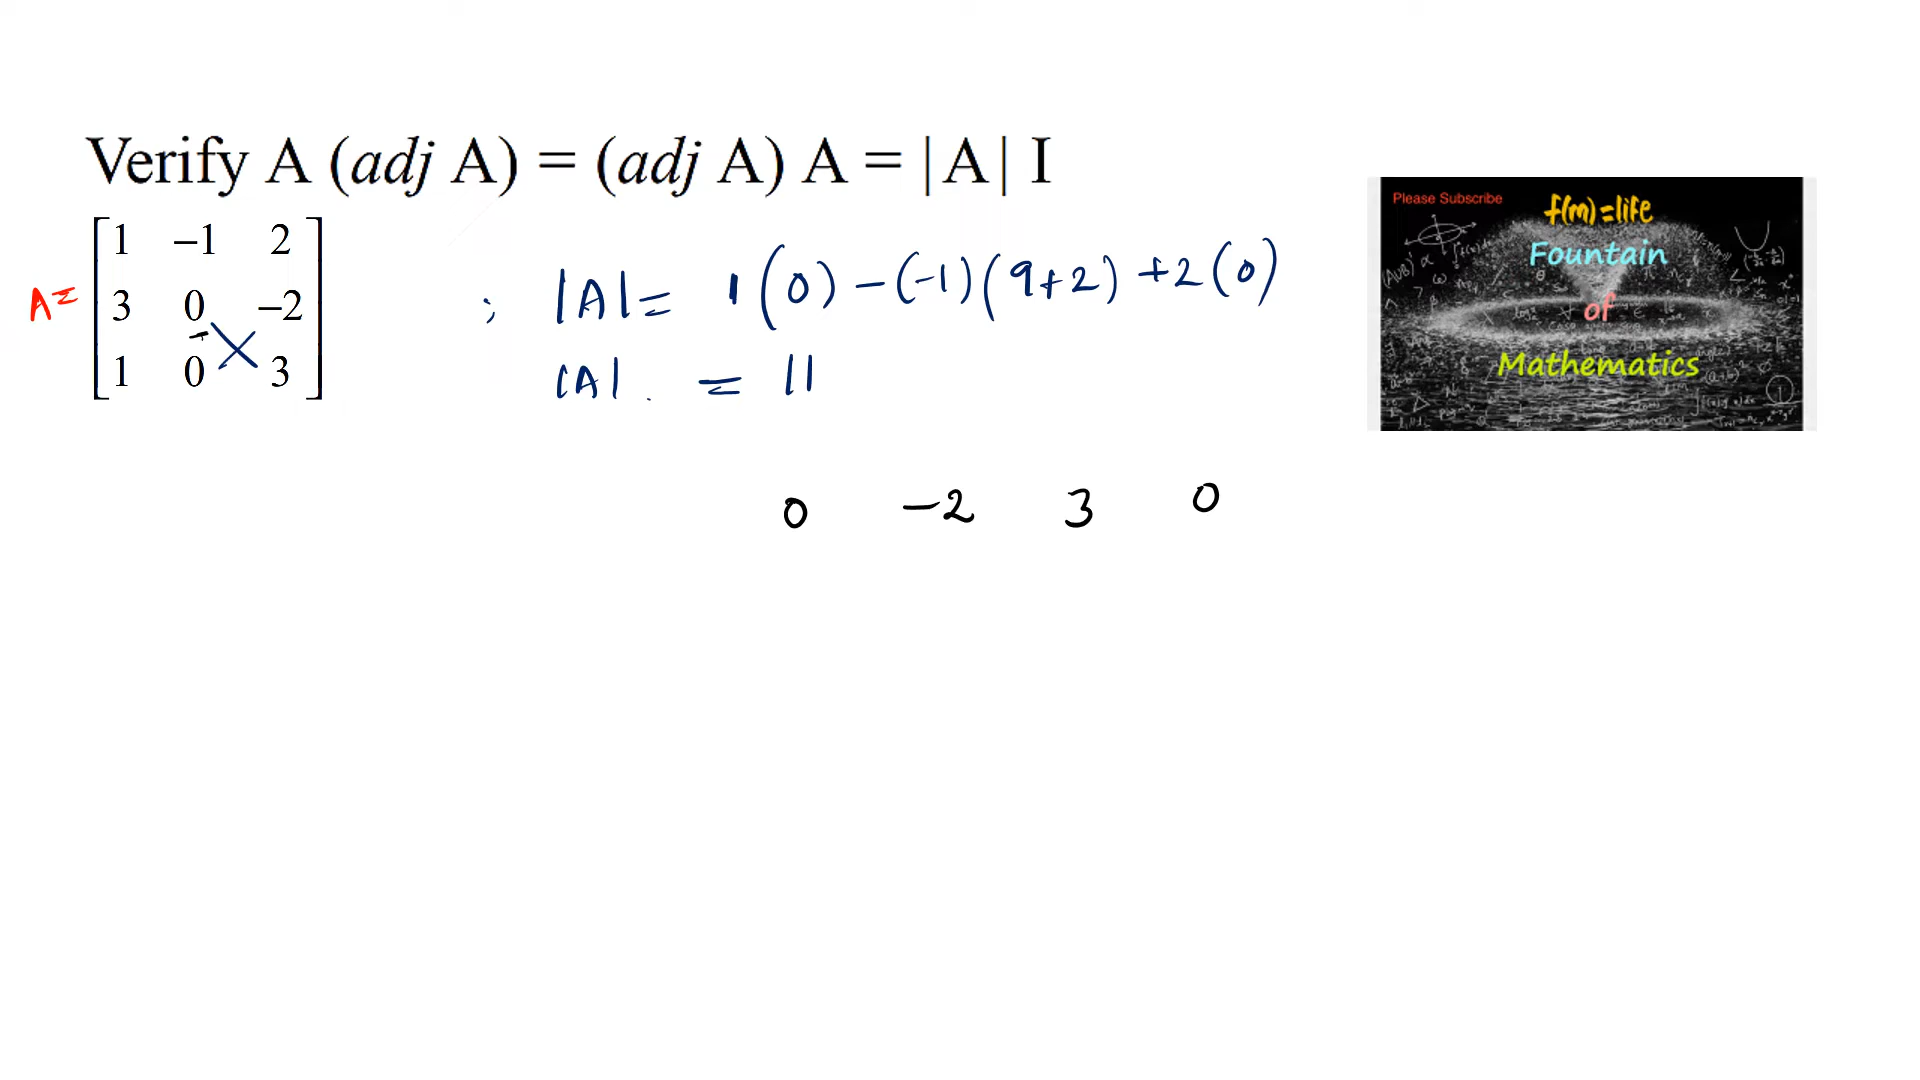 Verify A (adj A) = (adj A) A = |A| I
A = [1 −1 2
3 0 −2
1 0 3]
; |A| = 1(0) − (−1)(9+2) + 2(0)
|A| . = 11
0 −2 3 0
Please Subscribe
f(m)=life
Fountain
of
Mathematics